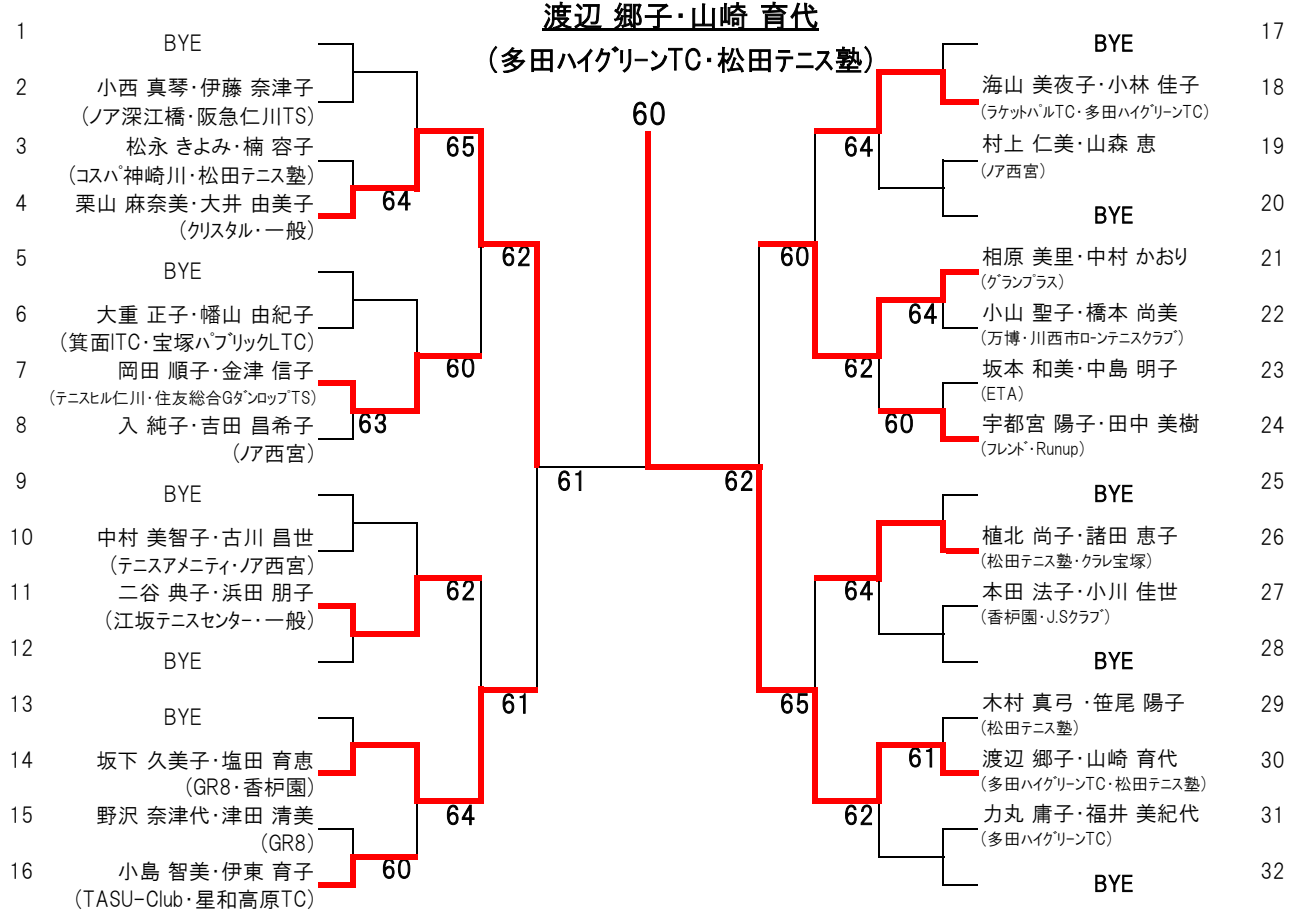 渡辺 郷子・山崎 育代
(多田ハイグリーンTC・松田テニス塾)
60
1
BYE
2
小西 真琴・伊藤 奈津子
(ノア深江橋・阪急仁川TS)
3
松永 きよみ・楠 容子
(コスパ神崎川・松田テニス塾)
4
栗山 麻奈美・大井 由美子
(クリスタル・一般)
5
BYE
6
大重 正子・幡山 由紀子
(箕面ITC・宝塚パブリックLTC)
7
岡田 順子・金津 信子
(テニスヒル仁川・住友総合GダンロップTS)
8
入 純子・吉田 昌希子
(ノア西宮)
9
BYE
10
中村 美智子・古川 昌世
(テニスアメニティ・ノア西宮)
11
二谷 典子・浜田 朋子
(江坂テニスセンター・一般)
12
BYE
13
BYE
14
坂下 久美子・塩田 育恵
(GR8・香枦園)
15
野沢 奈津代・津田 清美
(GR8)
16
小島 智美・伊東 育子
(TASU-Club・星和高原TC)
64
63
60
65
60
62
64
62
61
61
62
60
65
64
62
64
62
64
60
61
BYE
17
海山 美夜子・小林 佳子
18
(ラケットパルTC・多田ハイグリーンTC)
村上 仁美・山森 恵
19
(ノア西宮)
BYE
20
相原 美里・中村 かおり
21
(グランプラス)
小山 聖子・橋本 尚美
22
(万博・川西市ローンテニスクラブ)
坂本 和美・中島 明子
23
(ETA)
宇都宮 陽子・田中 美樹
24
(フレンド・Runup)
BYE
25
植北 尚子・諸田 恵子
26
(松田テニス塾・クラレ宝塚)
本田 法子・小川 佳世
27
(香枦園・J.Sクラブ)
BYE
28
木村 真弓 ・笹尾 陽子
29
(松田テニス塾)
渡辺 郷子・山崎 育代
30
(多田ハイグリーンTC・松田テニス塾)
力丸 庸子・福井 美紀代
31
(多田ハイグリーンTC)
BYE
32